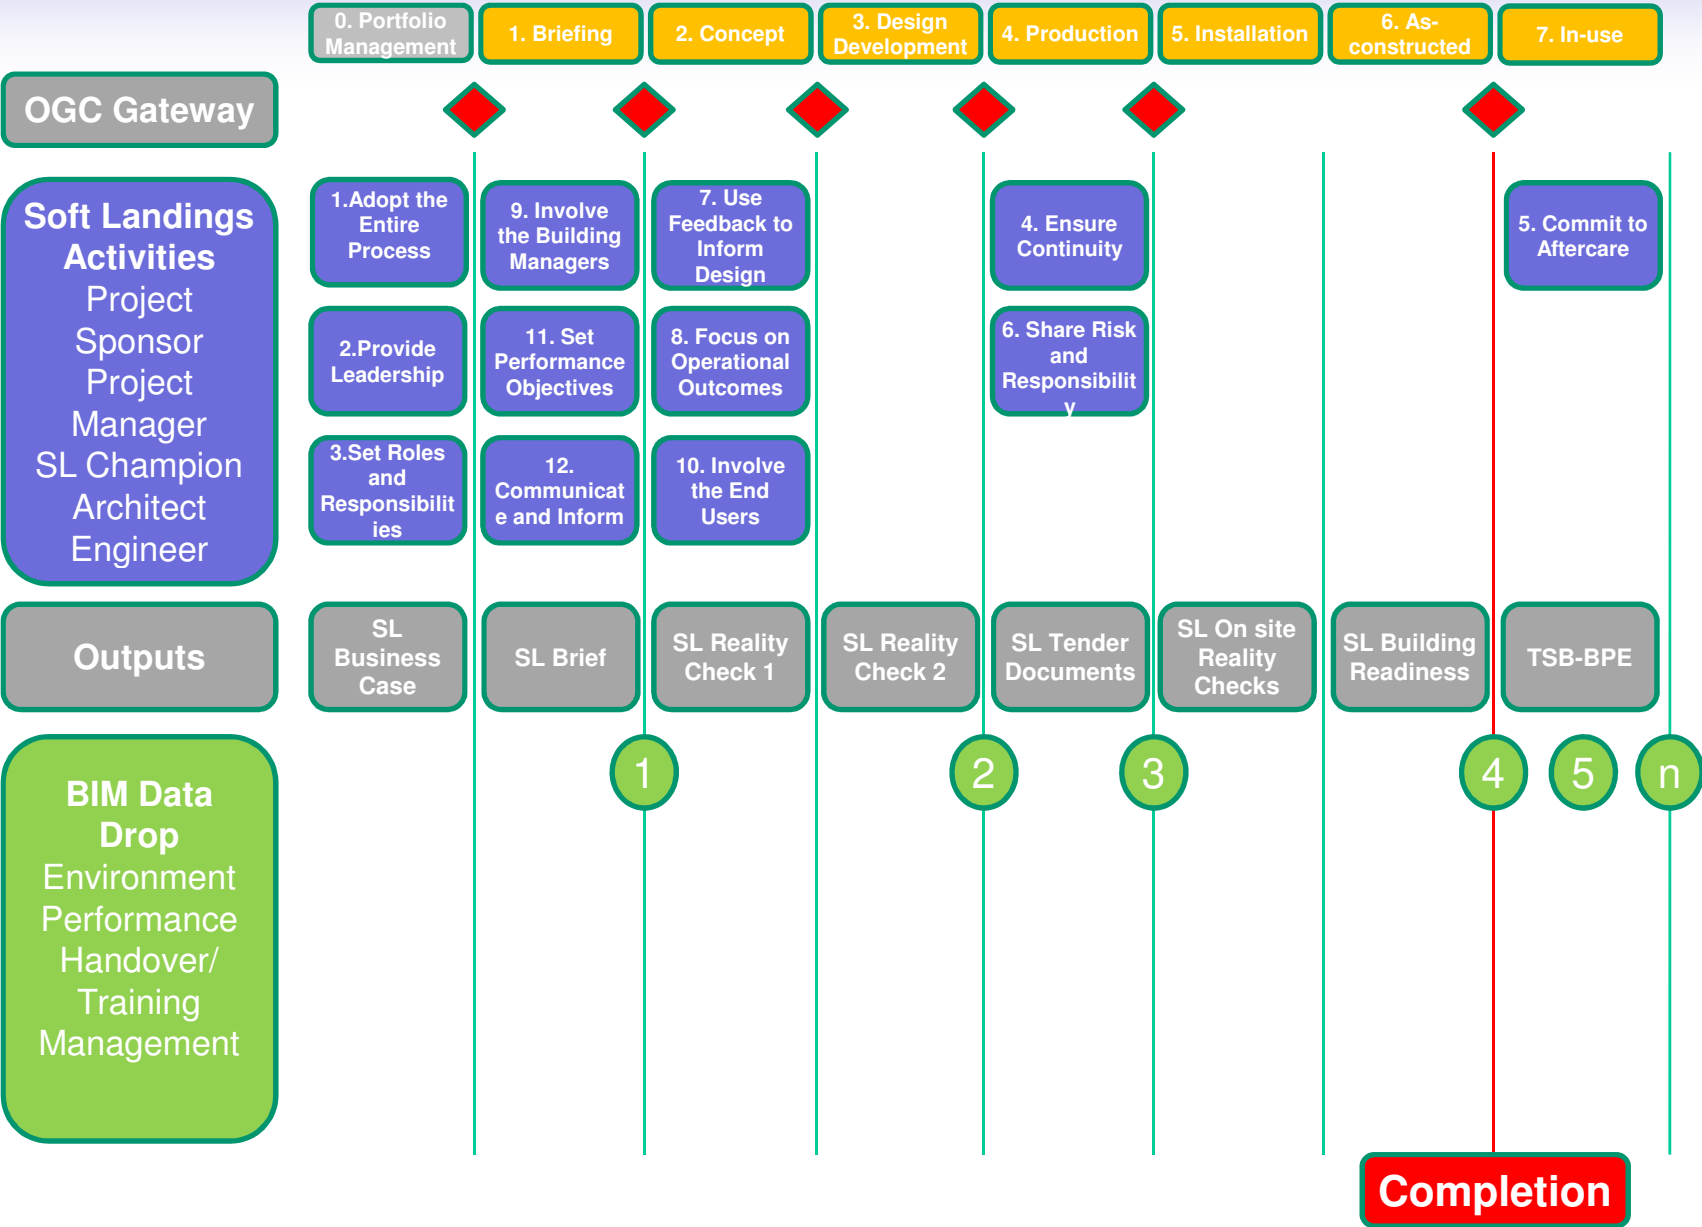 0. Portfolio
Management
1. Briefing
2. Concept
3. Design
Development
4. Production
5. Installation
6. As-
constructed
7. In-use
OGC Gateway
Soft Landings
Activities
Project
Sponsor
Project
Manager
SL Champion
Architect
Engineer
1.Adopt the
Entire
Process
9. Involve
the Building
Managers
7. Use
Feedback to
Inform
Design
4. Ensure
Continuity
5. Commit to
Aftercare
2.Provide
Leadership
11. Set
Performance
Objectives
8. Focus on
Operational
Outcomes
6. Share Risk
and
Responsibilit
y
3.Set Roles
and
Responsibilit
ies
12.
Communicat
e and Inform
10. Involve
the End
Users
Outputs
SL
Business
Case
SL Brief
SL Reality
Check 1
SL Reality
Check 2
SL Tender
Documents
SL On site
Reality
Checks
SL Building
Readiness
TSB-BPE
BIM Data
Drop
Environment
Performance
Handover/
Training
Management
1
2
3
4
5
n
Completion